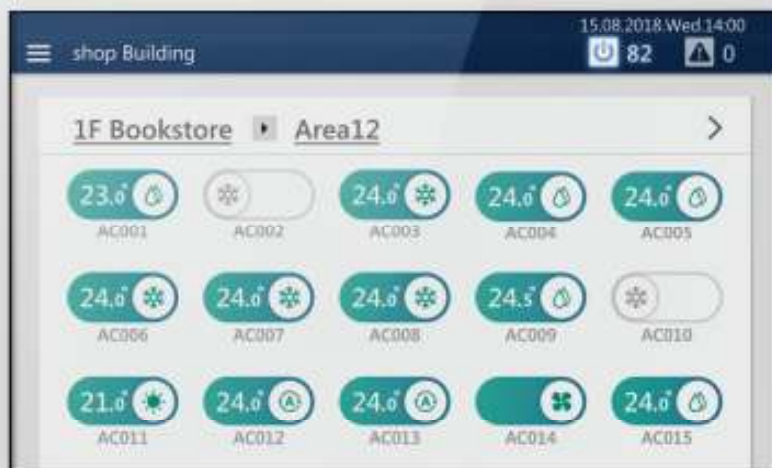 15.08.2018.Wed.14:00
shop Building 82 0
1F Bookstore Area12
23.0° 24.0° 24.0° 24.0°
AC001 AC002 AC003 AC004 AC005
24.0° 24.0° 24.0° 24.5°
AC006 AC007 AC008 AC009 AC010
21.0° 24.0° A 24.0° A 24.0°
AC011 AC012 AC013 AC014 AC015